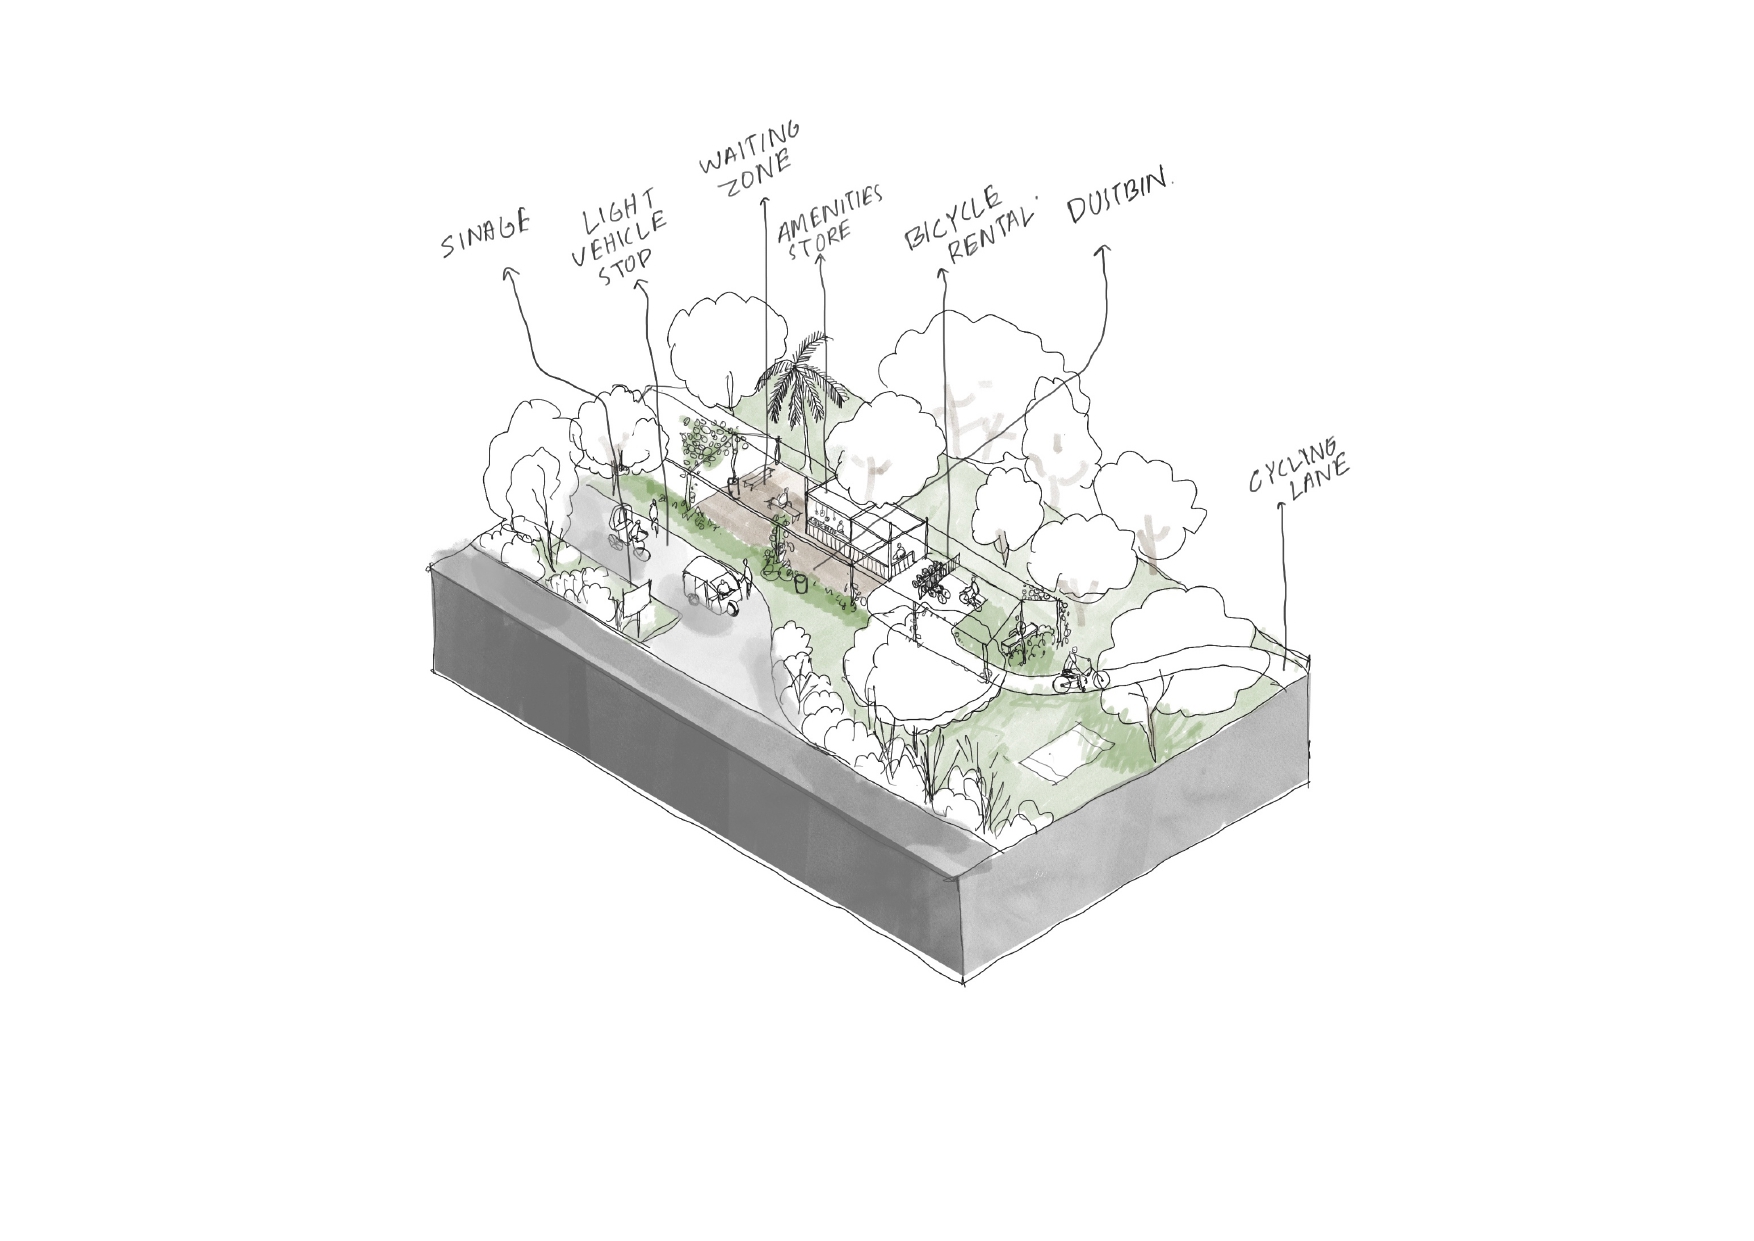 SINAGE
LIGHT
VEHICLE
STOP
WAITING
ZONE
AMENITIES
STORE
BICYCLE
RENTAL.
DUSTBIN.
CYCLING
LANE